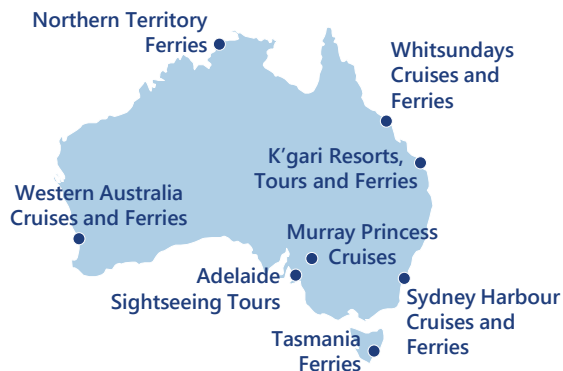 Northern Territory
Ferries
Whitsundays
Cruises and
Ferries
K'gari Resorts,
Tours and Ferries
Western Australia
Cruises and Ferries
Murray Princess
Cruises
Adelaide
Sightseeing Tours
Sydney Harbour
Cruises and
Ferries
Tasmania
Ferries